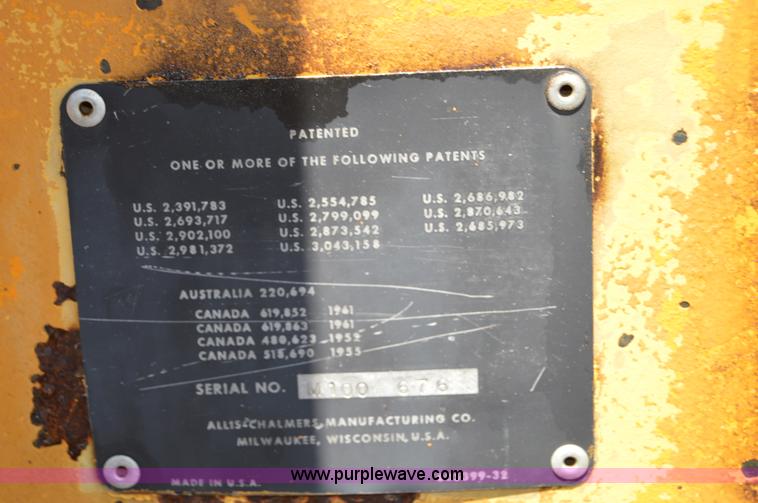 PATENTED
ONE OR MORE OF THE FOLLOWING PATENTS
U.S. 2,391,783 U.S. 2,554,785 U.S. 2,686,982
U.S. 2,693,717 U.S. 2,799,099 U.S. 2,870,643
U.S. 2,902,100 U.S. 2,873,542 U.S. 2,685,973
U.S. 2,981,372 U.S. 3,043,158
AUSTRALIA 220,694
CANADA 619,852 1961
CANADA 619,863 1961
CANADA 480,623 1952
CANADA 518,690 1955
SERIAL NO. M100 676
ALLIS-CHALMERS MANUFACTURING CO.
MILWAUKEE, WISCONSIN, U.S.A.
MADE IN U.S.A. www.purplewave.com